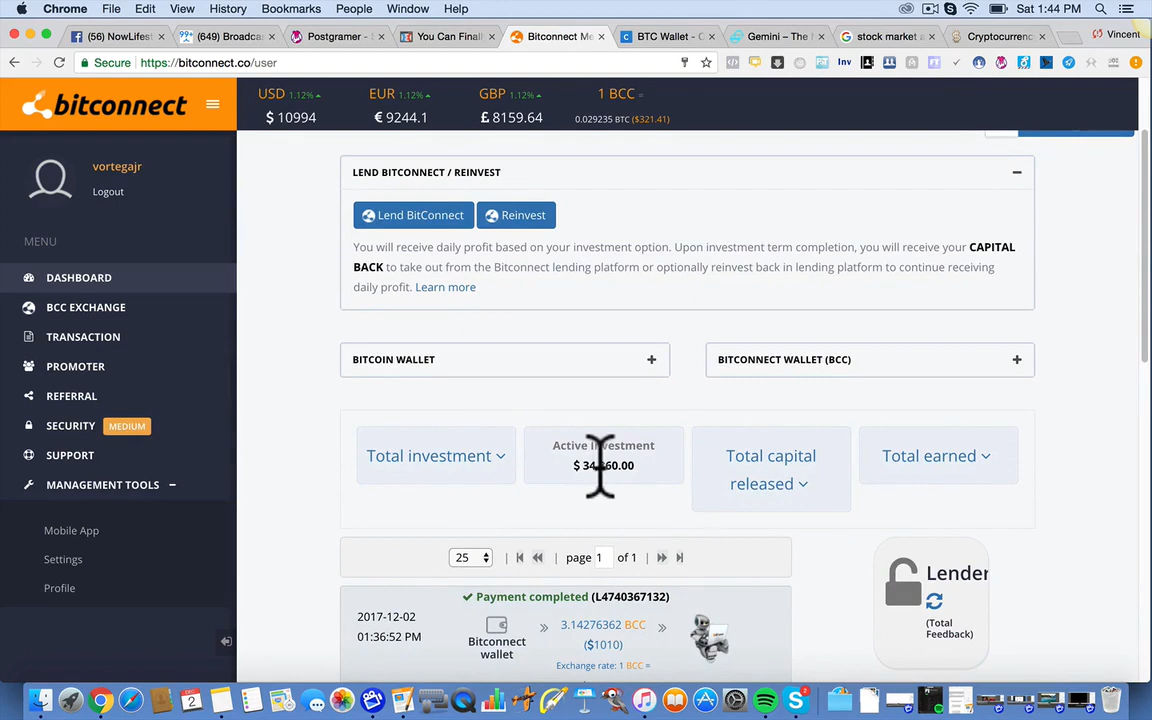 Chrome File Edit View History Bookmarks People Window Help Sat 1:44 PM
(56) NowLifest (649) Broadcas Postgramer - S You Can Finall Bitconnect Me BTC Wallet - C Gemini – The N stock market a Cryptocurrenc Vincent
Secure https://bitconnect.co/user Inv
bitconnect
USD 1.12% EUR 1.12% GBP 1.12% 1 BCC =
$ 10994 € 9244.1 £ 8159.64 0.029235 BTC ($321.41)
vortegajr
Logout
MENU
DASHBOARD
BCC EXCHANGE
TRANSACTION
PROMOTER
REFERRAL
SECURITY MEDIUM
SUPPORT
MANAGEMENT TOOLS
Mobile App
Settings
Profile
LEND BITCONNECT / REINVEST
Lend BitConnect Reinvest
You will receive daily profit based on your investment option. Upon investment term completion, you will receive your CAPITAL
BACK to take out from the Bitconnect lending platform or optionally reinvest back in lending platform to continue receiving
daily profit. Learn more
BITCOIN WALLET + BITCONNECT WALLET (BCC) +
Total investment
Active Investment
Total capital
released
Total earned
25 | page 1 of 1 |
Payment completed (L4740367132)
2017-12-02
01:36:52 PM
Bitconnect
wallet
3.14276362 BCC
($1010)
Exchange rate: 1 BCC =
Lender
(Total
Feedback)